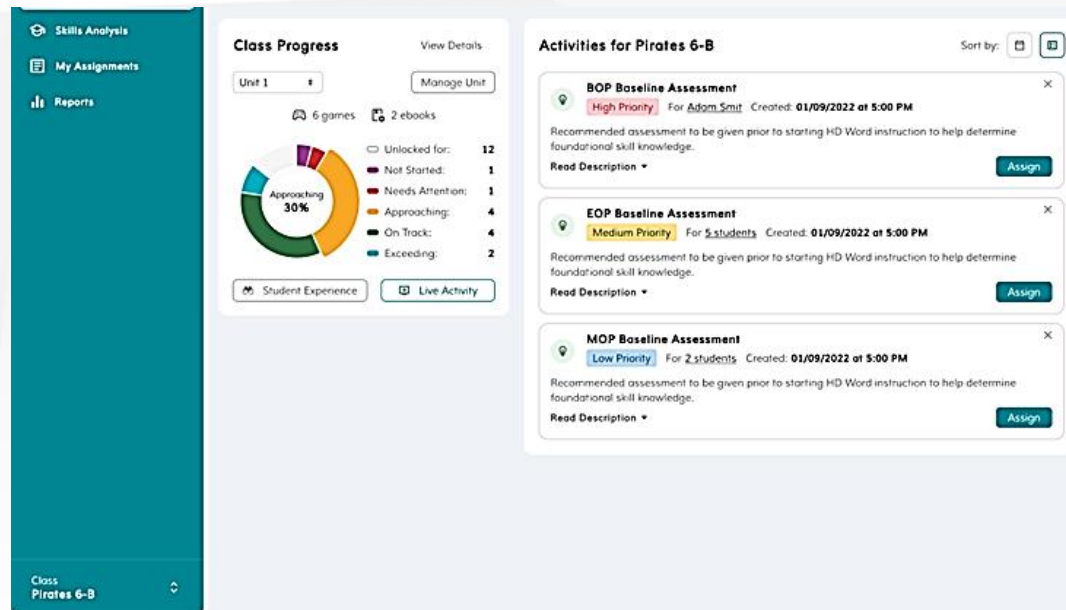 Skills Analysis
My Assignments
Reports
Class
Pirates 6-B
Class Progress
View Details
Unit 1
Manage Unit
6 games
2 ebooks
Approaching
30%
Unlocked for: 12
Not Started: 1
Needs Attention: 1
Approaching: 4
On Track: 4
Exceeding: 2
Student Experience
Live Activity
Activities for Pirates 6-B
Sort by:
BOP Baseline Assessment
High Priority For Adam Smit Created: 01/09/2022 at 5:00 PM
Recommended assessment to be given prior to starting HD Word instruction to help determine
foundational skill knowledge.
Read Description
Assign
EOP Baseline Assessment
Medium Priority For 5 students Created: 01/09/2022 at 5:00 PM
Recommended assessment to be given prior to starting HD Word instruction to help determine
foundational skill knowledge.
Read Description
Assign
MOP Baseline Assessment
Low Priority For 2 students Created: 01/09/2022 at 5:00 PM
Recommended assessment to be given prior to starting HD Word instruction to help determine
foundational skill knowledge.
Read Description
Assign